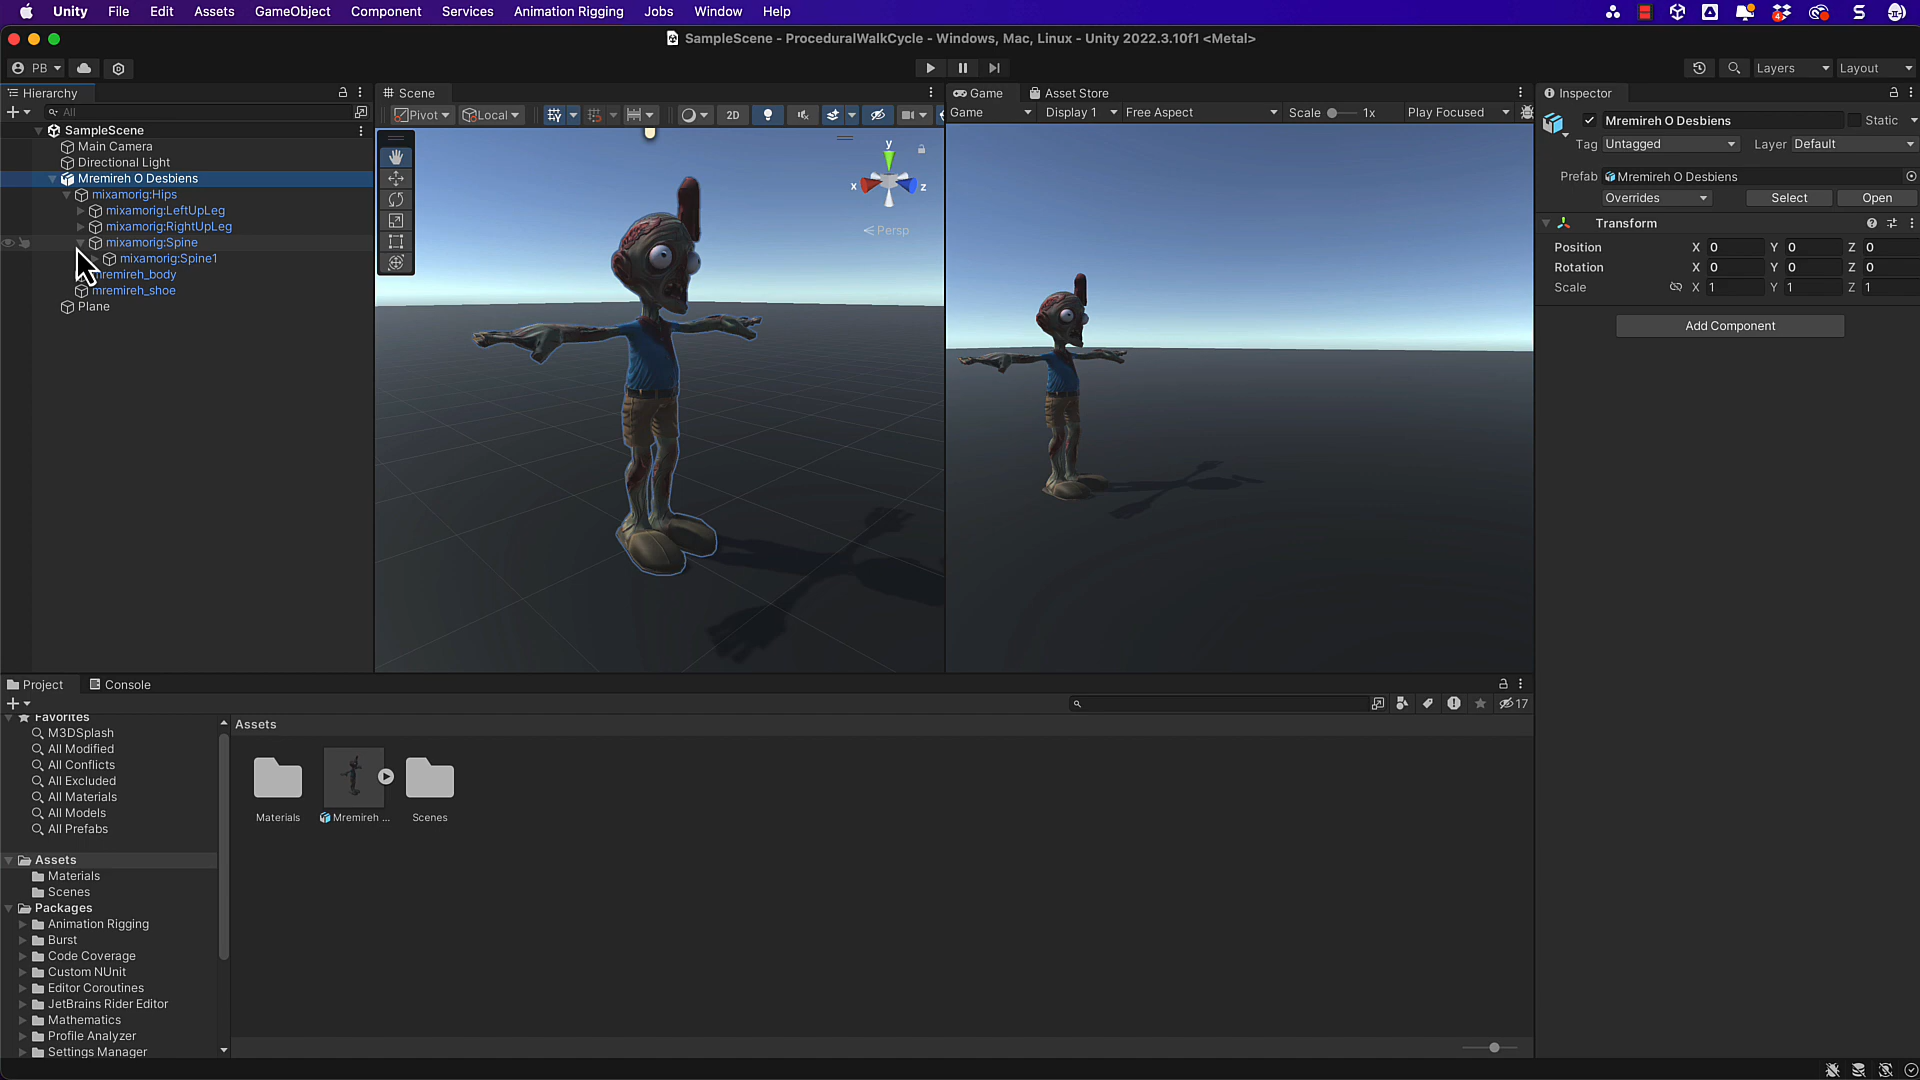 Unity File Edit Assets GameObject Component Services Animation Rigging Jobs Window Help
SampleScene - ProceduralWalkCycle - Windows, Mac, Linux - Unity 2022.3.10f1 <Metal>
PB
Layers
Layout
Hierarchy
All
SampleScene
Main Camera
Directional Light
Mremireh O Desbiens
mixamorig:Hips
mixamorig:LeftUpLeg
mixamorig:RightUpLeg
mixamorig:Spine
mixamorig:Spine1
mremireh_body
mremireh_shoe
Plane
Scene
Pivot
Local
2D
y
x
z
Persp
Game
Asset Store
Game
Display 1
Free Aspect
Scale
1x
Play Focused
Inspector
Mremireh O Desbiens
Static
Tag Untagged
Layer Default
Prefab Mremireh O Desbiens
Overrides
Select
Open
Transform
Position X 0 Y 0 Z 0
Rotation X 0 Y 0 Z 0
Scale X 1 Y 1 Z 1
Add Component
Project
Console
17
Favorites
M3DSplash
All Modified
All Conflicts
All Excluded
All Materials
All Models
All Prefabs
Assets
Materials
Scenes
Packages
Animation Rigging
Burst
Code Coverage
Custom NUnit
Editor Coroutines
JetBrains Rider Editor
Mathematics
Profile Analyzer
Settings Manager
Assets
Materials
Mremireh ...
Scenes